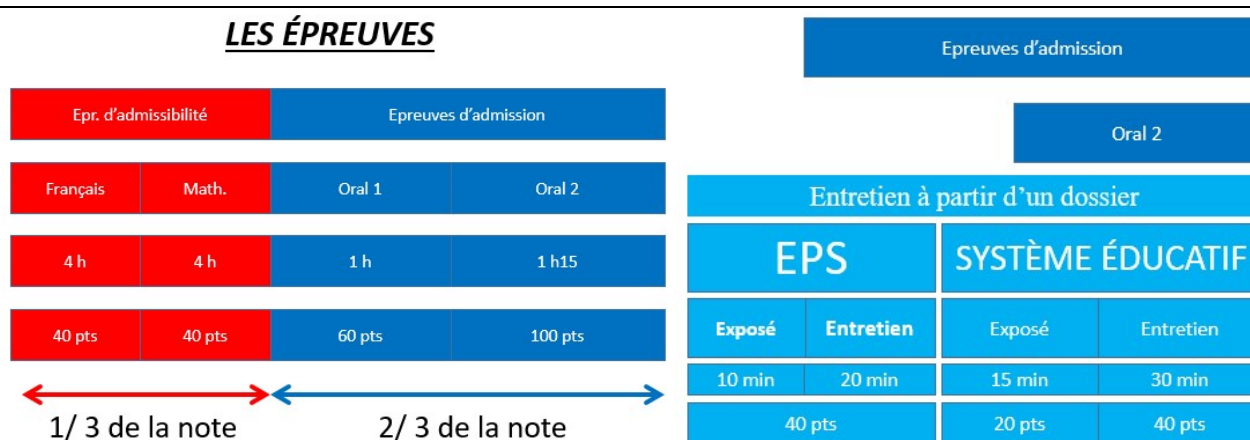 LES ÉPREUVES
Epr. d'admissibilité Epreuves d'admission
Français Math. Oral 1 Oral 2
4 h 4 h 1 h 1 h15
40 pts 40 pts 60 pts 100 pts
1/ 3 de la note 2/ 3 de la note
Epreuves d'admission
Oral 2
Entretien à partir d'un dossier
EPS SYSTÈME ÉDUCATIF
Exposé Entretien Exposé Entretien
10 min 20 min 15 min 30 min
40 pts 20 pts 40 pts